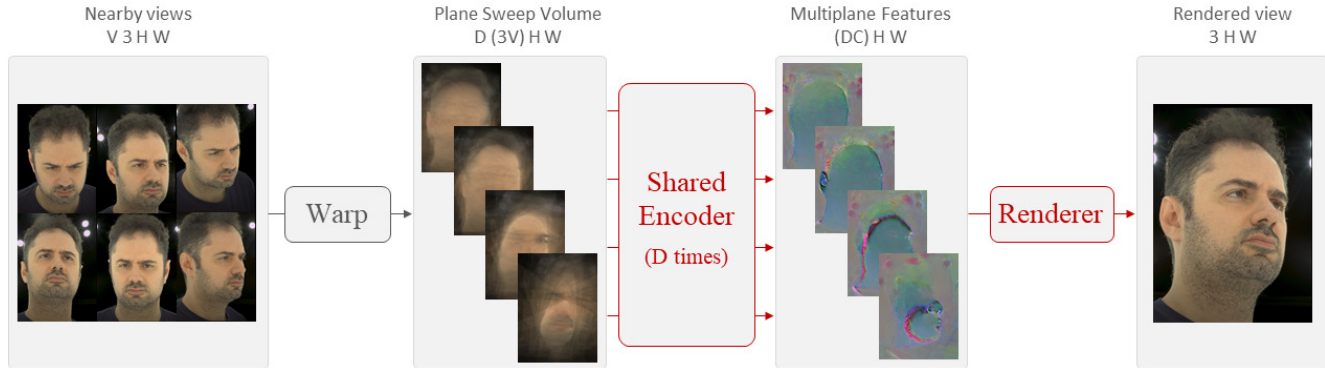 Nearby views
V 3 H W
Plane Sweep Volume
D (3V) H W
Multiplane Features
(DC) H W
Rendered view
3 H W
Warp
Shared
Encoder
(D times)
Renderer